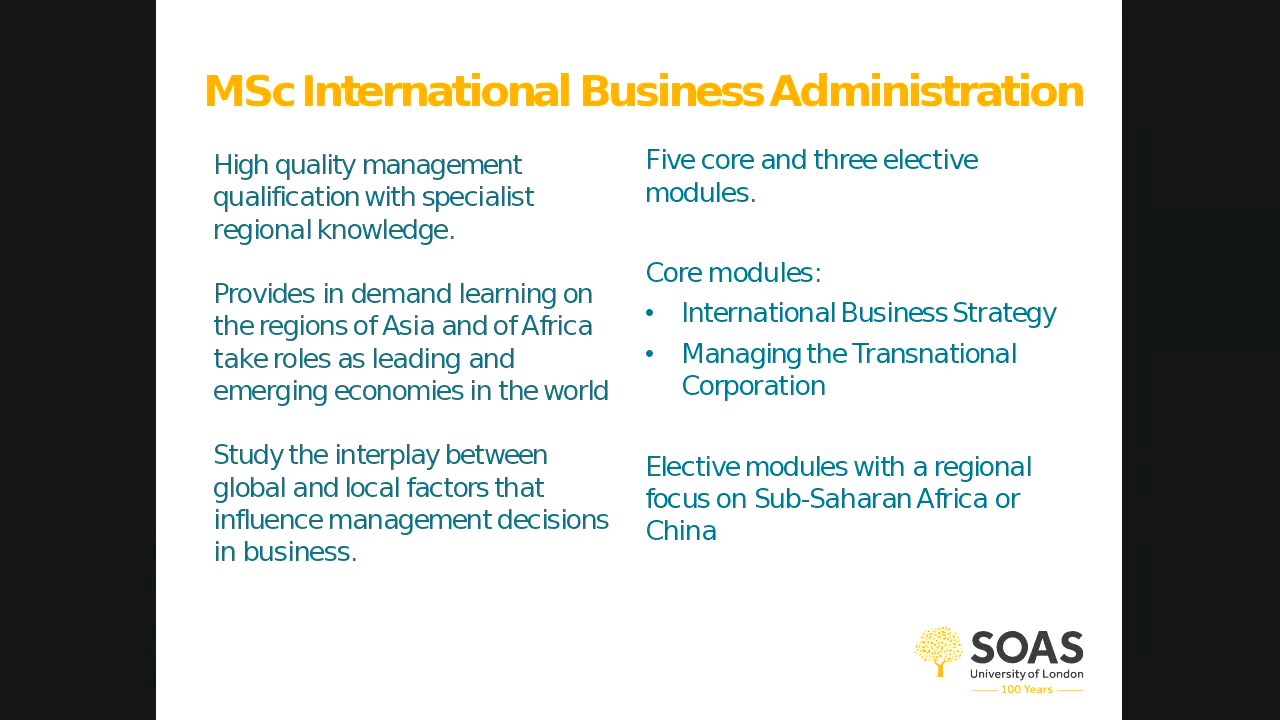 MSc International Business Administration
High quality management
qualification with specialist
regional knowledge.
Provides in demand learning on
the regions of Asia and of Africa
take roles as leading and
emerging economies in the world
Study the interplay between
global and local factors that
influence management decisions
in business.
Five core and three elective
modules.
Core modules:
• International Business Strategy
• Managing the Transnational
Corporation
Elective modules with a regional
focus on Sub-Saharan Africa or
China
SOAS
University of London
100 Years